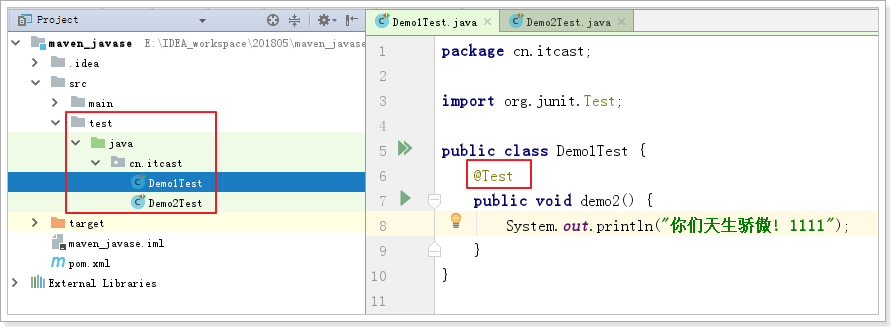 Project
maven_javase E:\IDEA_workspace\201805\maven_javase
.idea
src
main
test
java
cn.itcast
Demo1Test
Demo2Test
target
maven_javase.iml
pom.xml
External Libraries
Demo1Test.java Demo2Test.java
1 package cn.itcast;
2
3 import org.junit.Test;
4
5 public class Demo1Test {
6 @Test
7 public void demo2() {
8 System.out.println("你们天生骄傲! 1111");
9 }
10 }
11